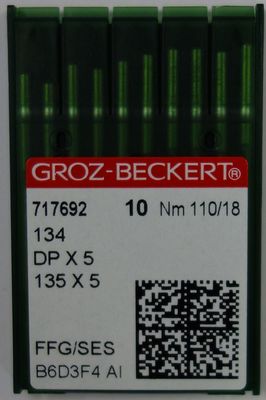 GROZ-BECKERT®
717692 10 Nm 110/18
134
DP X 5
135 X 5
FFG/SES
B6D3F4 AI